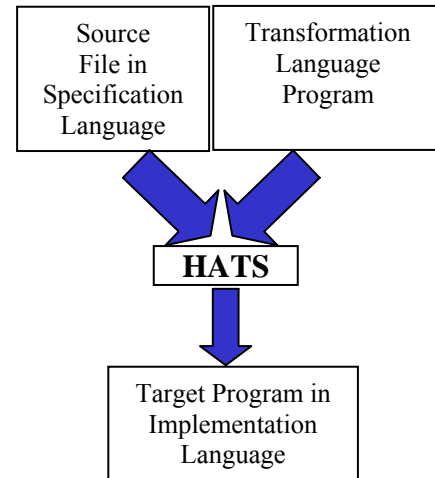 Source
File in
Specification
Language
Transformation
Language
Program
HATS
Target Program in
Implementation
Language